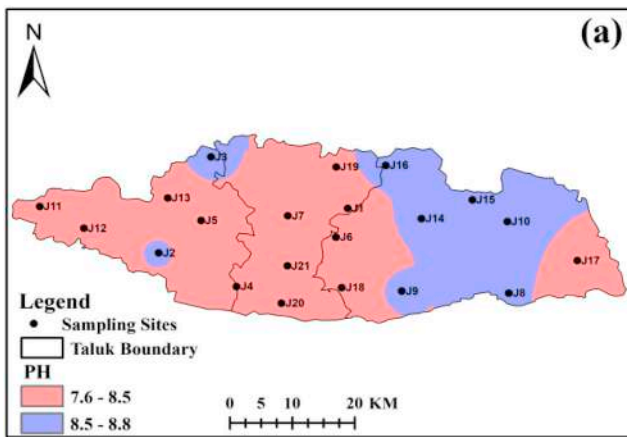 (a)
N
J3
J19
J16
J13
J11
J15
J1
J7
J14
J5
J10
J12
J6
J2
J17
J21
J4
J18
J9
J8
J20
Legend
Sampling Sites
Taluk Boundary
PH
7.6 - 8.5
8.5 - 8.8
0 5 10 20 KM